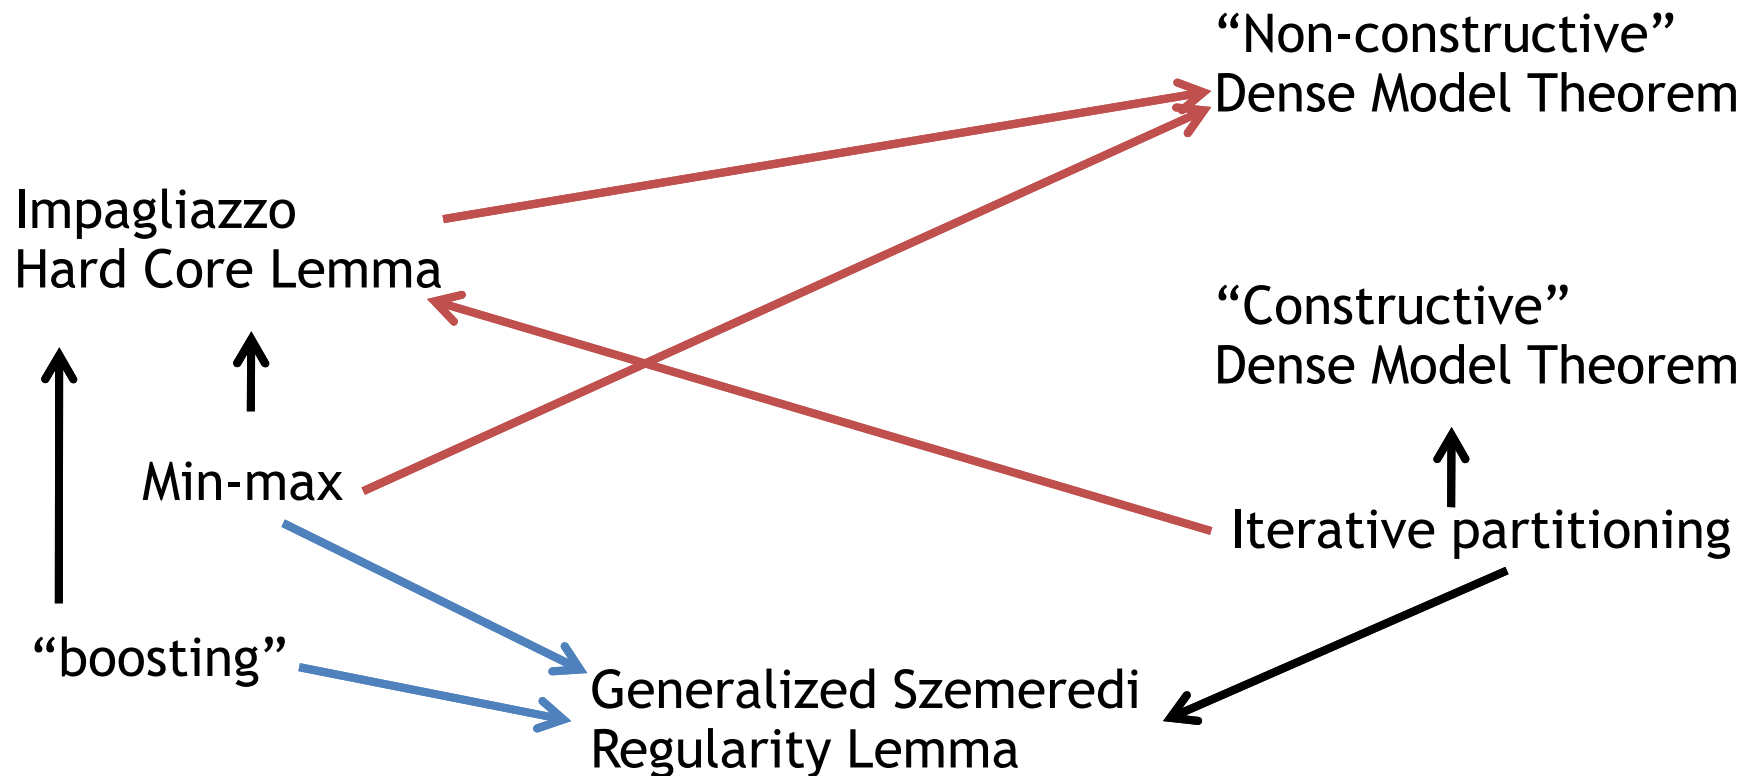 “Non-constructive”
Dense Model Theorem
Impagliazzo
Hard Core Lemma
“Constructive”
Dense Model Theorem
Min-max
Iterative partitioning
“boosting”
Generalized Szemeredi
Regularity Lemma